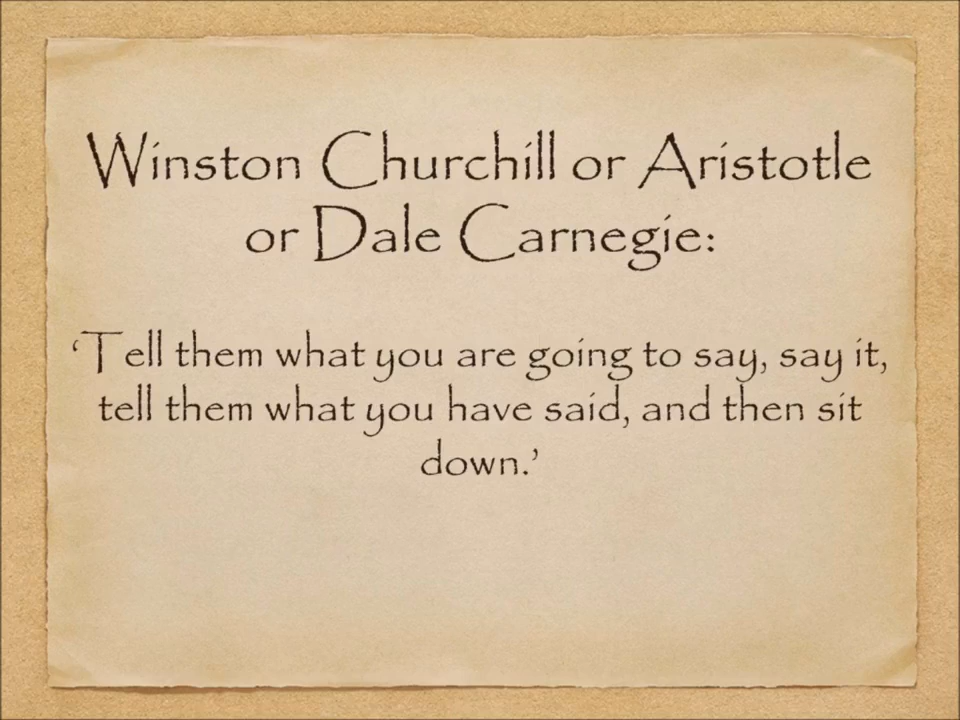 Winston Churchill or Aristotle
or Dale Carnegie:
‘Tell them what you are going to say, say it,
tell them what you have said, and then sit
down.’